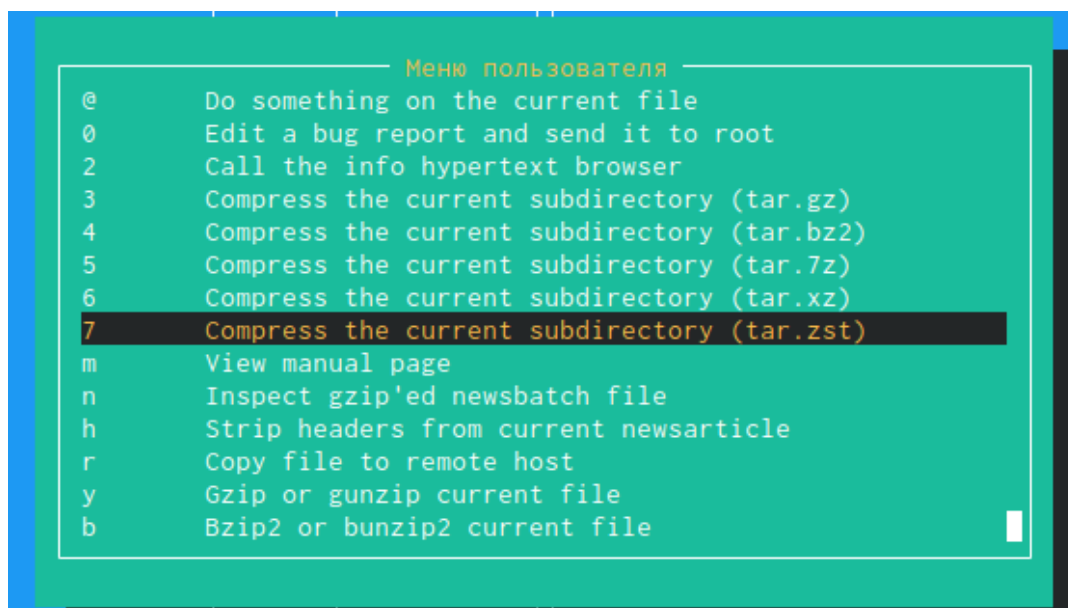 Меню пользователя
@ Do something on the current file
0 Edit a bug report and send it to root
2 Call the info hypertext browser
3 Compress the current subdirectory (tar.gz)
4 Compress the current subdirectory (tar.bz2)
5 Compress the current subdirectory (tar.7z)
6 Compress the current subdirectory (tar.xz)
7 Compress the current subdirectory (tar.zst)
m View manual page
n Inspect gzip'ed newsbatch file
h Strip headers from current newsarticle
r Copy file to remote host
y Gzip or gunzip current file
b Bzip2 or bunzip2 current file